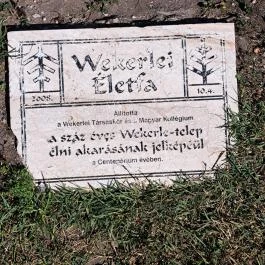 Wekerlei
Életfa
2008. 10.4.
Állította
a Wekerlei Társaskör és a Magyar Kollégium
a száz éves Wekerle-telep
élni akarásának jelképéül
a Centenárium évében.